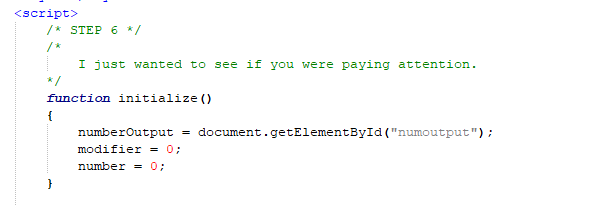 <script>
/* STEP 6 */
/*
I just wanted to see if you were paying attention.
*/
function initialize()
{
numberOutput = document.getElementById("numoutput");
modifier = 0;
number = 0;
}